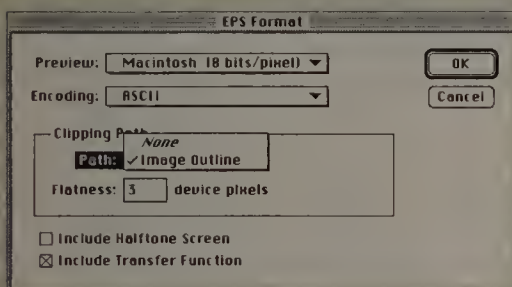 EPS Format
Preview: Macintosh (8 bits/pixel)
OK
Encoding: ASCII
Cancel
Clipping Path
None
Path: ✓Image Outline
Flatness: 3 device pixels
Include Halftone Screen
Include Transfer Function